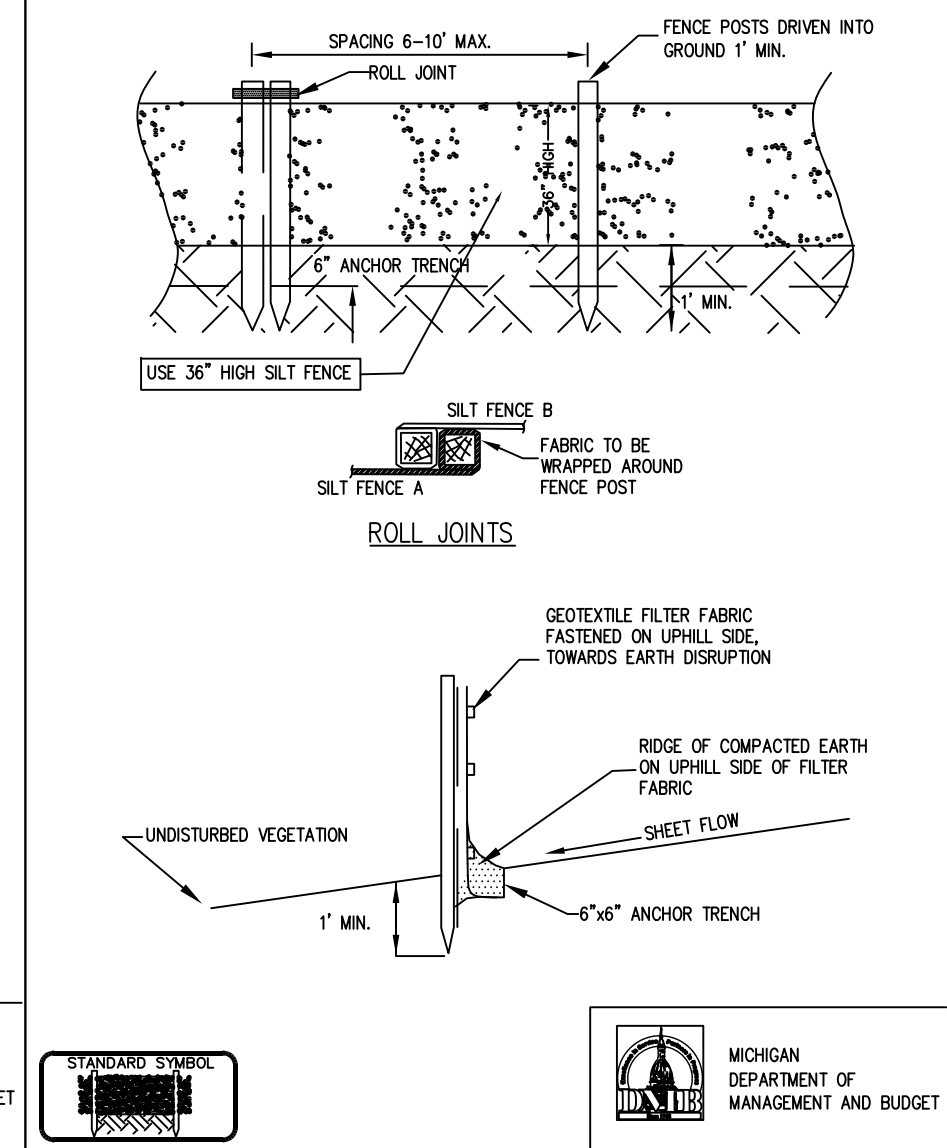 SPACING 6-10' MAX.
FENCE POSTS DRIVEN INTO
GROUND 1' MIN.
ROLL JOINT
36" HIGH
6" ANCHOR TRENCH
1' MIN.
USE 36" HIGH SILT FENCE
SILT FENCE B
FABRIC TO BE
WRAPPED AROUND
FENCE POST
SILT FENCE A
ROLL JOINTS
GEOTEXTILE FILTER FABRIC
FASTENED ON UPHILL SIDE,
TOWARDS EARTH DISRUPTION
RIDGE OF COMPACTED EARTH
ON UPHILL SIDE OF FILTER
FABRIC
SHEET FLOW
UNDISTURBED VEGETATION
1' MIN.
6"x6" ANCHOR TRENCH
ET
STANDARD SYMBOL
DMB
MICHIGAN
DEPARTMENT OF
MANAGEMENT AND BUDGET